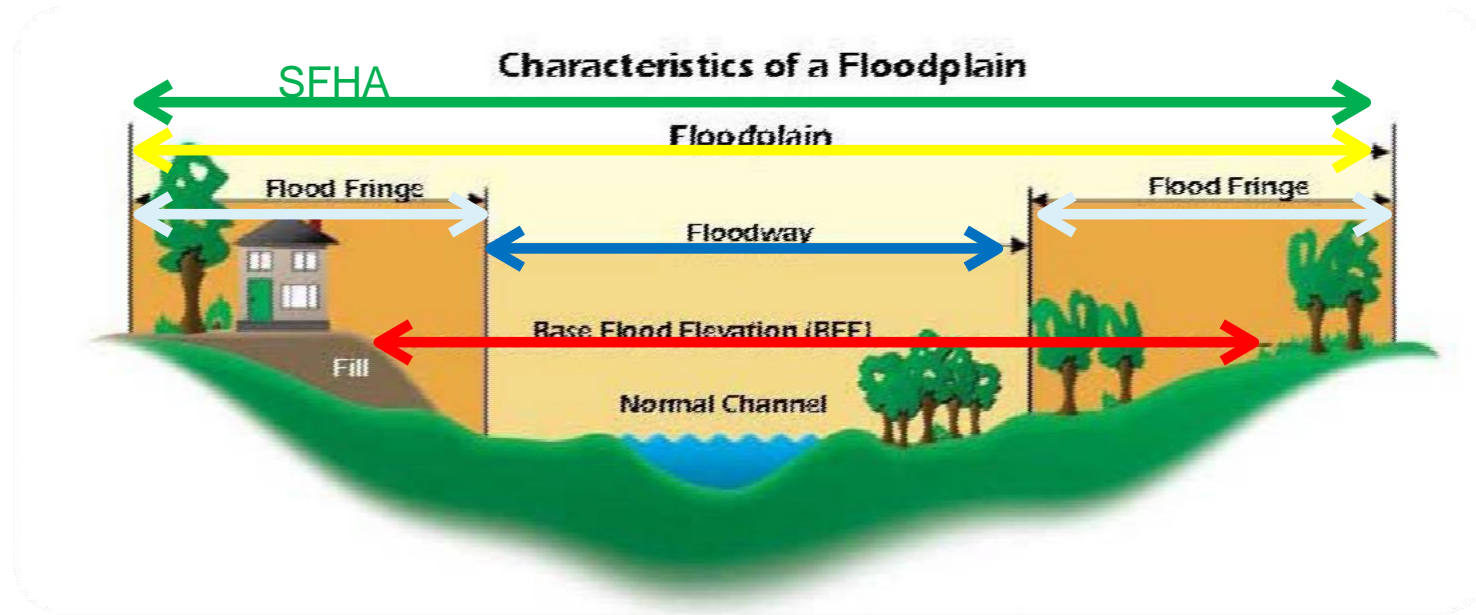 Characteristics of a Floodplain
SFHA
Floodplain
Flood Fringe
Flood Fringe
Floodway
Base Flood Elevation (BFE)
Fill
Normal Channel